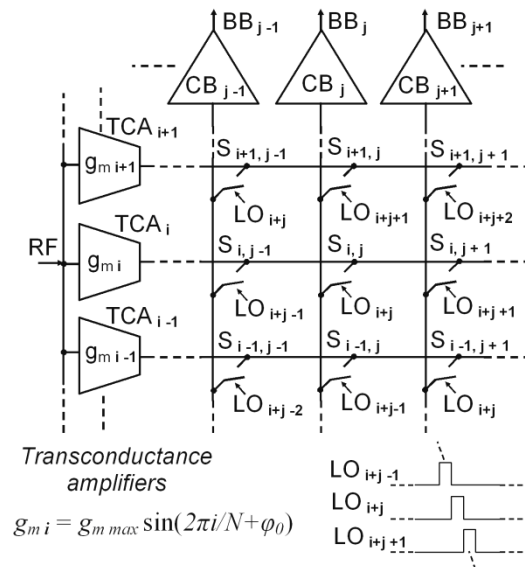 BB j-1 BB j BB j+1
CB j-1 CB j CB j+1
TCA i+1
g m i+1
S i+1, j-1 S i+1, j S i+1, j + 1
LO i+j LO i+j+1 LO i+j+2
TCA i
RF
g m i
S i, j-1 S i, j S i, j + 1
LO i+j-1 LO i+j LO i+j+1
TCA i-1
g m i-1
S i-1, j-1 S i-1, j S i-1, j + 1
LO i+j-2 LO i+j-1 LO i+j
Transconductance
amplifiers
g m i = g m max sin(2πi/N+φ0)
LO i+j-1
LO i+j
LO i+j+1